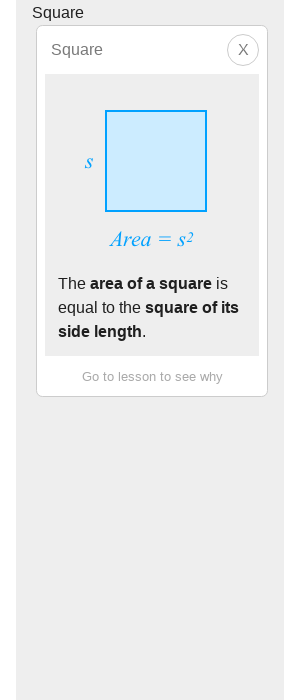 Square
Square
X
s
Area = s²
The area of a square is
equal to the square of its
side length.
Go to lesson to see why